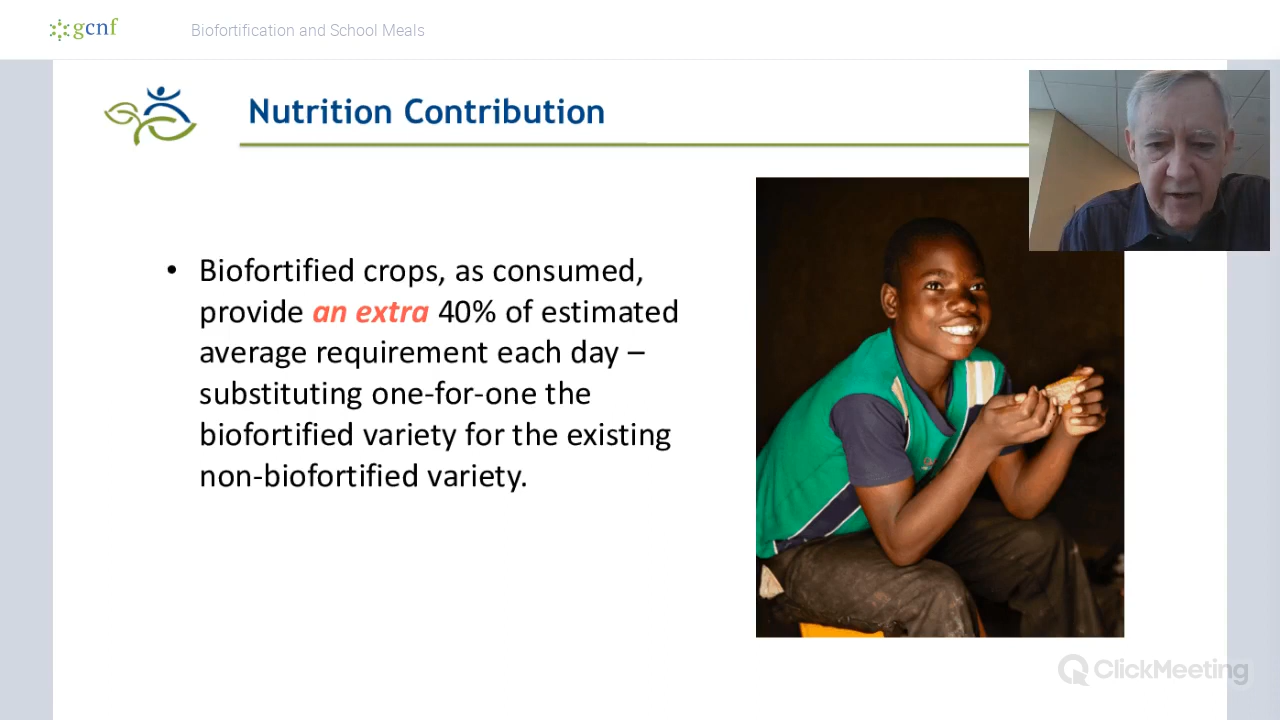 gcnf
Biofortification and School Meals
Nutrition Contribution
• Biofortified crops, as consumed,
provide an extra 40% of estimated
average requirement each day –
substituting one-for-one the
biofortified variety for the existing
non-biofortified variety.
ClickMeeting